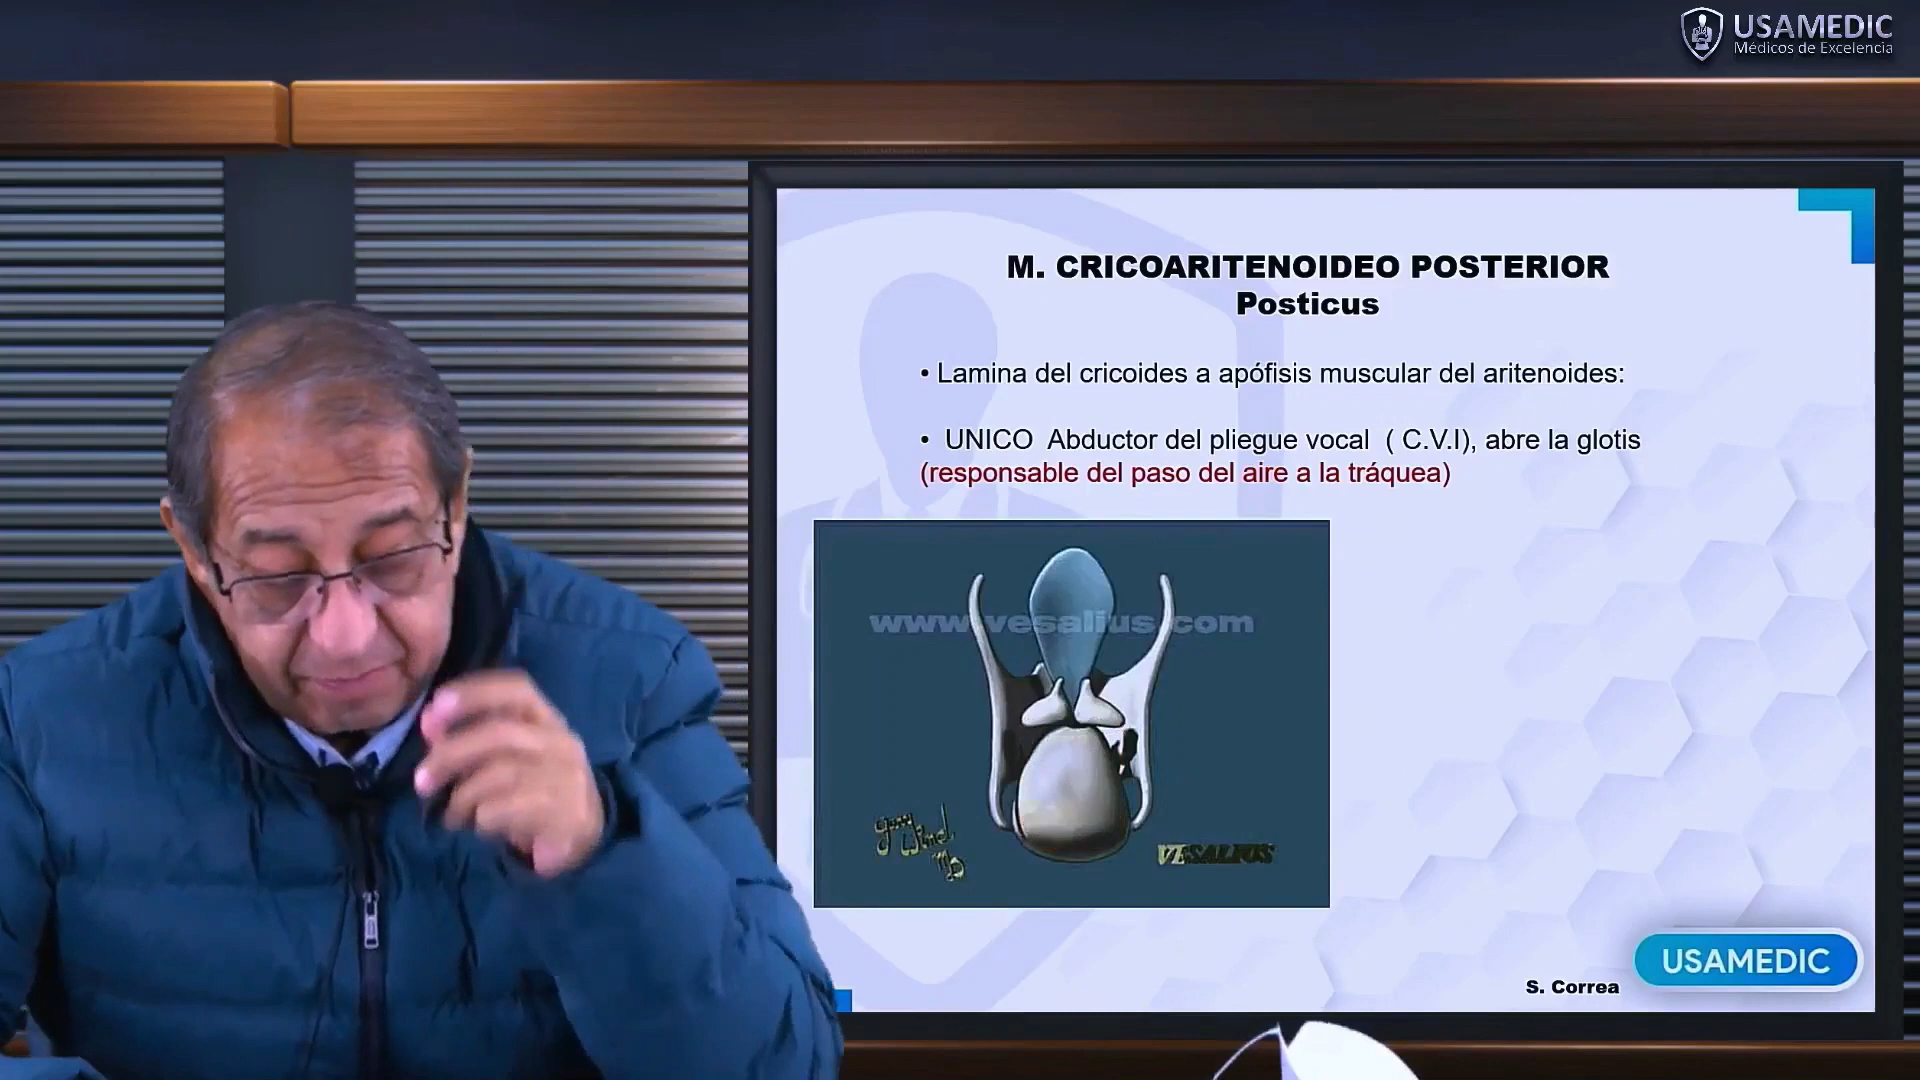 USAMEDIC
Médicos de Excelencia
M. CRICOARITENOIDEO POSTERIOR
Posticus
• Lamina del cricoides a apófisis muscular del aritenoides:
• UNICO Abductor del pliegue vocal ( C.V.I), abre la glotis
(responsable del paso del aire a la tráquea)
www.vesalius.com
VESALIUS
USAMEDIC
S. Correa